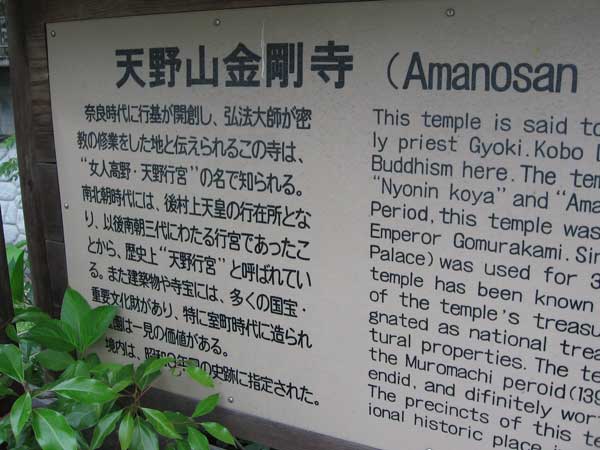 天野山金剛寺 (Amanosan
奈良時代に行基が開創し、弘法大師が密
教の修業をした地と伝えられるこの寺は、
“女人高野・天野行宮”の名で知られる。
南北朝時代には、後村上天皇の行在所とな
り、以後南朝三代にわたる行宮であったこ
とから、歴史上“天野行宮”と呼ばれてい
る。また建築物や寺宝には、多くの国宝・
重要文化財があり、特に室町時代に造られ
園は一見の価値がある。
境内は、昭和9年 の史跡に指定された。
This temple is said to
ly priest Gyoki.Kobo
Buddhism here. The tem
“Nyonin koya” and “Ama
Period, this temple was
Emperor Gomurakami. Sin
Palace) was used for 3
temple has been known
of the temple's treasu
gnated as national trea
tural properties. The te
the Muromachi peroid(139
endid, and difinitely wor
The precincts of this te
ional historic place i